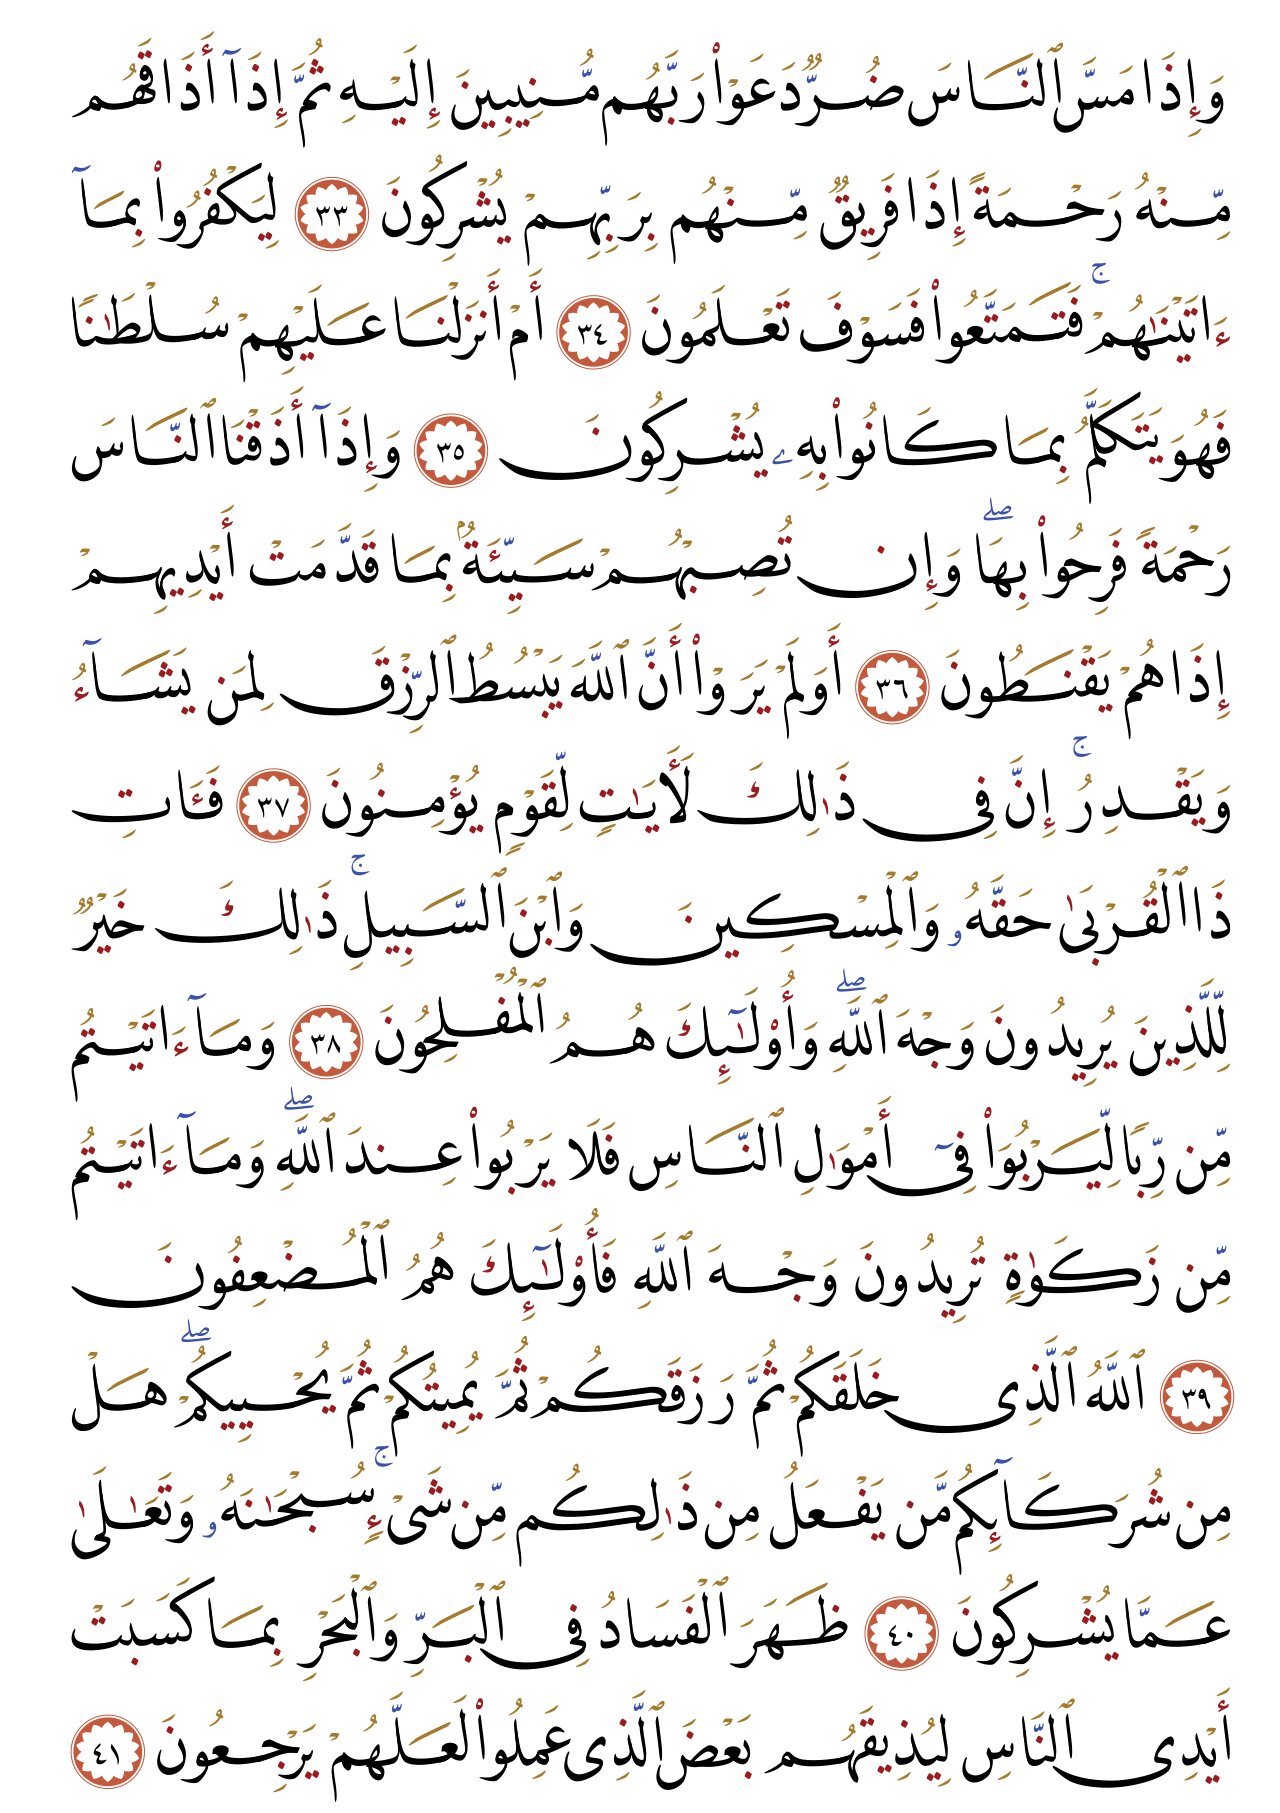 وَإِذَا مَسَّ ٱلنَّاسَ ضُرٌّ دَعَوْا۟ رَبَّهُم مُّنِيبِينَ إِلَيْهِ ثُمَّ إِذَآ أَذَاقَهُم
مِّنْهُ رَحْمَةً إِذَا فَرِيقٌ مِّنْهُم بِرَبِّهِمْ يُشْرِكُونَ ٣٣ لِيَكْفُرُوا۟ بِمَآ
ءَاتَيْنَـٰهُمْ ۚ فَتَمَتَّعُوا۟ فَسَوْفَ تَعْلَمُونَ ٣٤ أَمْ أَنزَلْنَا عَلَيْهِمْ سُلْطَـٰنًا
فَهُوَ يَتَكَلَّمُ بِمَا كَانُوا۟ بِهِۦ يُشْرِكُونَ ٣٥ وَإِذَآ أَذَقْنَا ٱلنَّاسَ
رَحْمَةً فَرِحُوا۟ بِهَا ۖ وَإِن تُصِبْهُمْ سَيِّئَةٌۢ بِمَا قَدَّمَتْ أَيْدِيهِمْ
إِذَا هُمْ يَقْنَطُونَ ٣٦ أَوَلَمْ يَرَوْا۟ أَنَّ ٱللَّهَ يَبْسُطُ ٱلرِّزْقَ لِمَن يَشَآءُ
وَيَقْدِرُ ۚ إِنَّ فِى ذَٰلِكَ لَـَٔايَـٰتٍ لِّقَوْمٍ يُؤْمِنُونَ ٣٧ فَـَٔاتِ
ذَا ٱلْقُرْبَىٰ حَقَّهُۥ وَٱلْمِسْكِينَ وَٱبْنَ ٱلسَّبِيلِ ۚ ذَٰلِكَ خَيْرٌ
لِّلَّذِينَ يُرِيدُونَ وَجْهَ ٱللَّهِ ۖ وَأُو۟لَـٰٓئِكَ هُمُ ٱلْمُفْلِحُونَ ٣٨ وَمَآ ءَاتَيْتُم
مِّن رِّبًا لِّيَرْبُوَا۟ فِىٓ أَمْوَٰلِ ٱلنَّاسِ فَلَا يَرْبُوا۟ عِندَ ٱللَّهِ ۖ وَمَآ ءَاتَيْتُم
مِّن زَكَوٰةٍ تُرِيدُونَ وَجْهَ ٱللَّهِ فَأُو۟لَـٰٓئِكَ هُمُ ٱلْمُضْعِفُونَ
٣٩ ٱللَّهُ ٱلَّذِى خَلَقَكُمْ ثُمَّ رَزَقَكُمْ ثُمَّ يُمِيتُكُمْ ثُمَّ يُحْيِيكُمْ ۖ هَلْ
مِن شُرَكَآئِكُم مَّن يَفْعَلُ مِن ذَٰلِكُم مِّن شَىْءٍ ۚ سُبْحَـٰنَهُۥ وَتَعَـٰلَىٰ
عَمَّا يُشْرِكُونَ ٤٠ ظَهَرَ ٱلْفَسَادُ فِى ٱلْبَرِّ وَٱلْبَحْرِ بِمَا كَسَبَتْ
أَيْدِى ٱلنَّاسِ لِيُذِيقَهُم بَعْضَ ٱلَّذِى عَمِلُوا۟ لَعَلَّهُمْ يَرْجِعُونَ ٤١